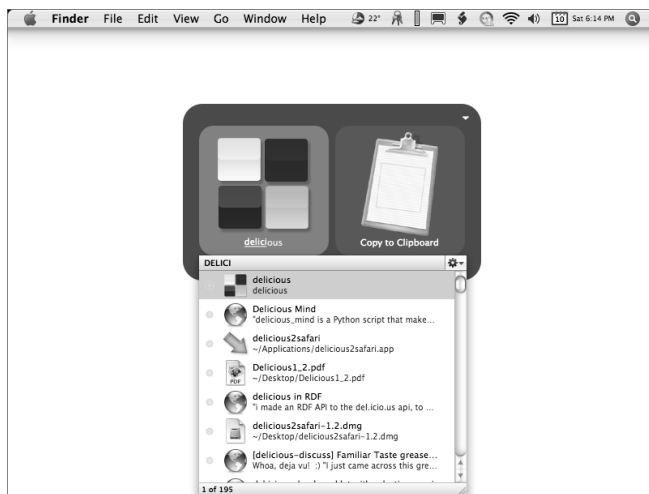 Finder File Edit View Go Window Help 22° 10 Sat 6:14 PM
delicious Copy to Clipboard
DELICI
delicious
delicious
Delicious Mind
"delicious_mind is a Python script that make...
delicious2safari
~/Applications/delicious2safari.app
Delicious1_2.pdf
PDF
~/Desktop/Delicious1_2.pdf
delicious in RDF
"i made an RDF API to the del.icio.us api, to ...
delicious2safari-1.2.dmg
~/Desktop/delicious2safari-1.2.dmg
[delicious-discuss] Familiar Taste grease...
Whoa, deja vu! :) "I just came across this gre...
1 of 195